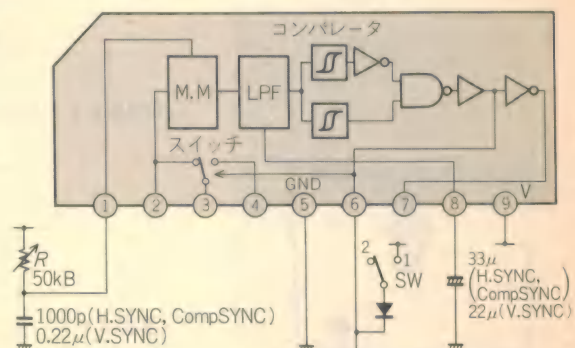 コンパレータ
M.M
LPF
スイッチ
GND
V
1
2
3
4
5
6
7
8
9
R
50kB
1000p(H.SYNC, CompSYNC)
0.22μ(V.SYNC)
2
1
SW
33μ
(H.SYNC,
CompSYNC)
22μ(V.SYNC)